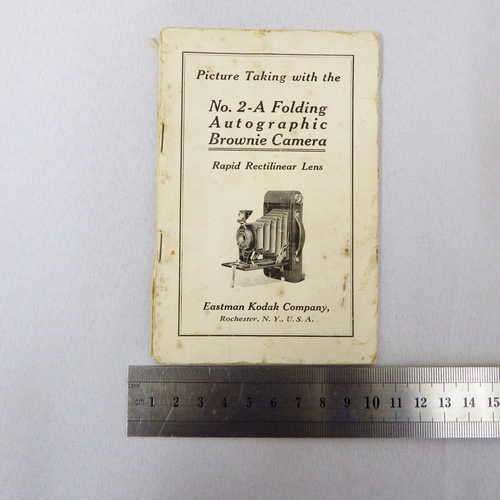 Picture Taking with the
No. 2-A Folding
Autographic
Brownie Camera
Rapid Rectilinear Lens
Eastman Kodak Company,
Rochester, N. Y., U. S. A.
cm 1 2 3 4 5 6 7 8 9 10 11 12 13 14 15